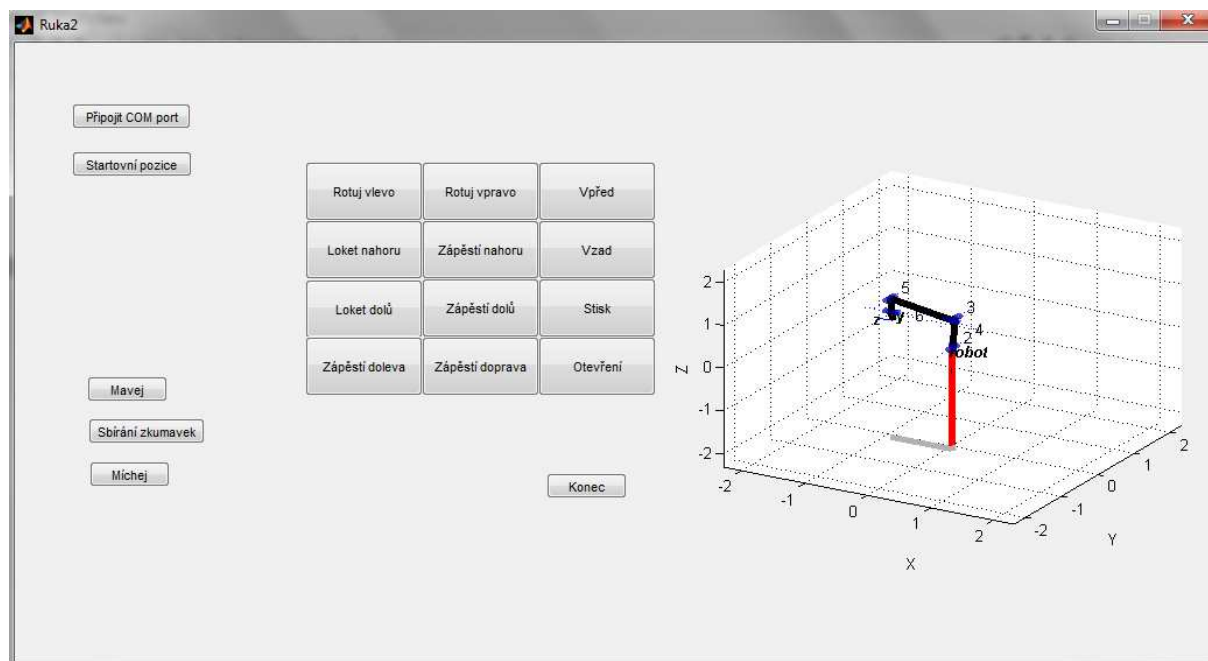 Ruka2
Připojit COM port
Startovní pozice
Rotuj vlevo
Rotuj vpravo
Vpřed
Loket nahoru
Zápěstí nahoru
Vzad
Loket dolů
Zápěstí dolů
Stisk
Zápěstí doleva
Zápěstí doprava
Otevření
Mavej
Sbírání zkumavek
Míchej
Konec
2
1
0
-1
-2
Z
5
3
6
4
2
z
y
obot
-2
-1
0
1
2
X
-2
-1
0
1
2
Y